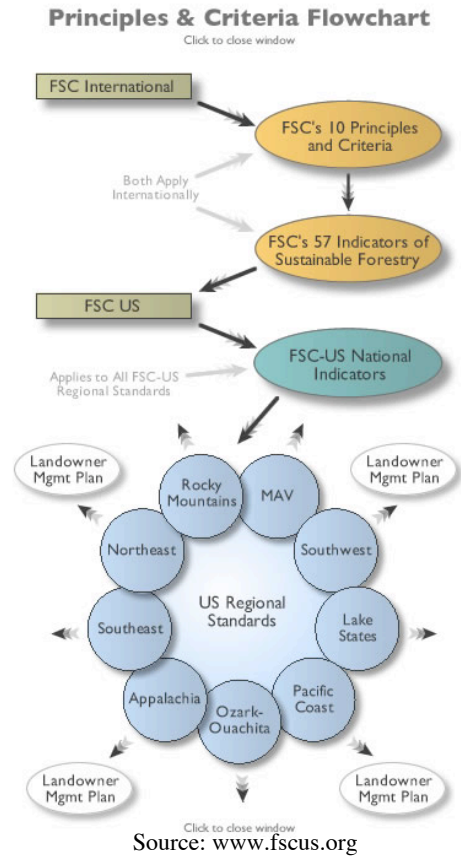 Principles & Criteria Flowchart
Click to close window
FSC International
FSC's 10 Principles
and Criteria
Both Apply
Internationally
FSC's 57 Indicators of
Sustainable Forestry
FSC US
FSC-US National
Indicators
Applies to All FSC-US
Regional Standards
Landowner
Mgmt Plan
Rocky
Mountains
MAV
Landowner
Mgmt Plan
Northeast
Southwest
US Regional
Standards
Southeast
Lake
States
Appalachia
Ozark-
Ouachita
Pacific
Coast
Landowner
Mgmt Plan
Landowner
Mgmt Plan
Click to close window
Source: www.fscus.org